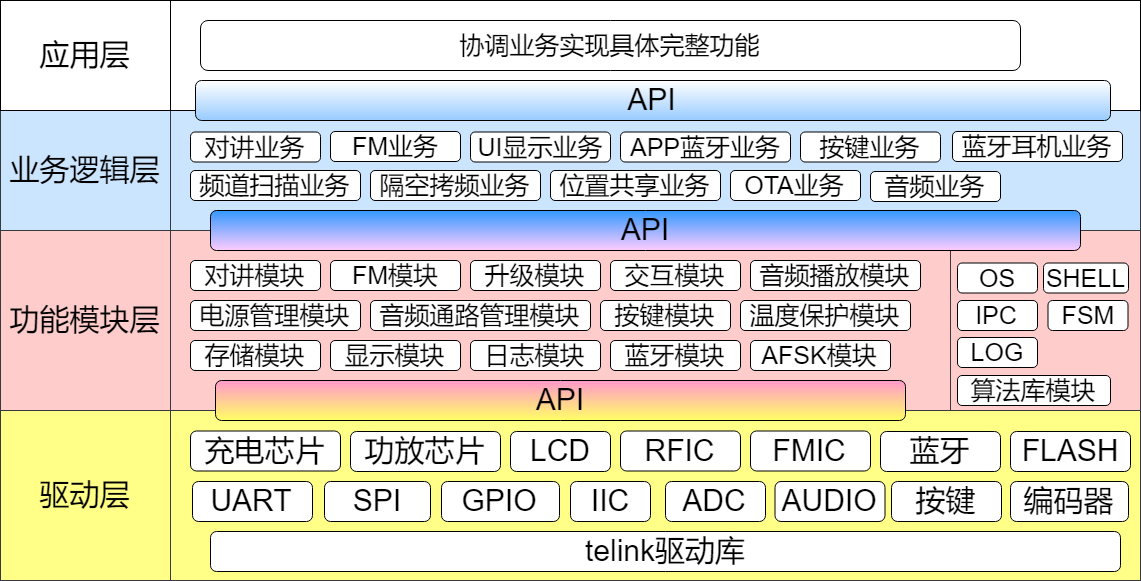 应用层
协调业务实现具体完整功能
API
业务逻辑层
对讲业务 FM业务 UI显示业务 APP蓝牙业务 按键业务 蓝牙耳机业务
频道扫描业务 隔空拷频业务 位置共享业务 OTA业务 音频业务
API
功能模块层
对讲模块 FM模块 升级模块 交互模块 音频播放模块
电源管理模块 音频通路管理模块 按键模块 温度保护模块
存储模块 显示模块 日志模块 蓝牙模块 AFSK模块
OS SHELL
IPC FSM
LOG
算法库模块
API
驱动层
充电芯片 功放芯片 LCD RFIC FMIC 蓝牙 FLASH
UART SPI GPIO IIC ADC AUDIO 按键 编码器
telink驱动库